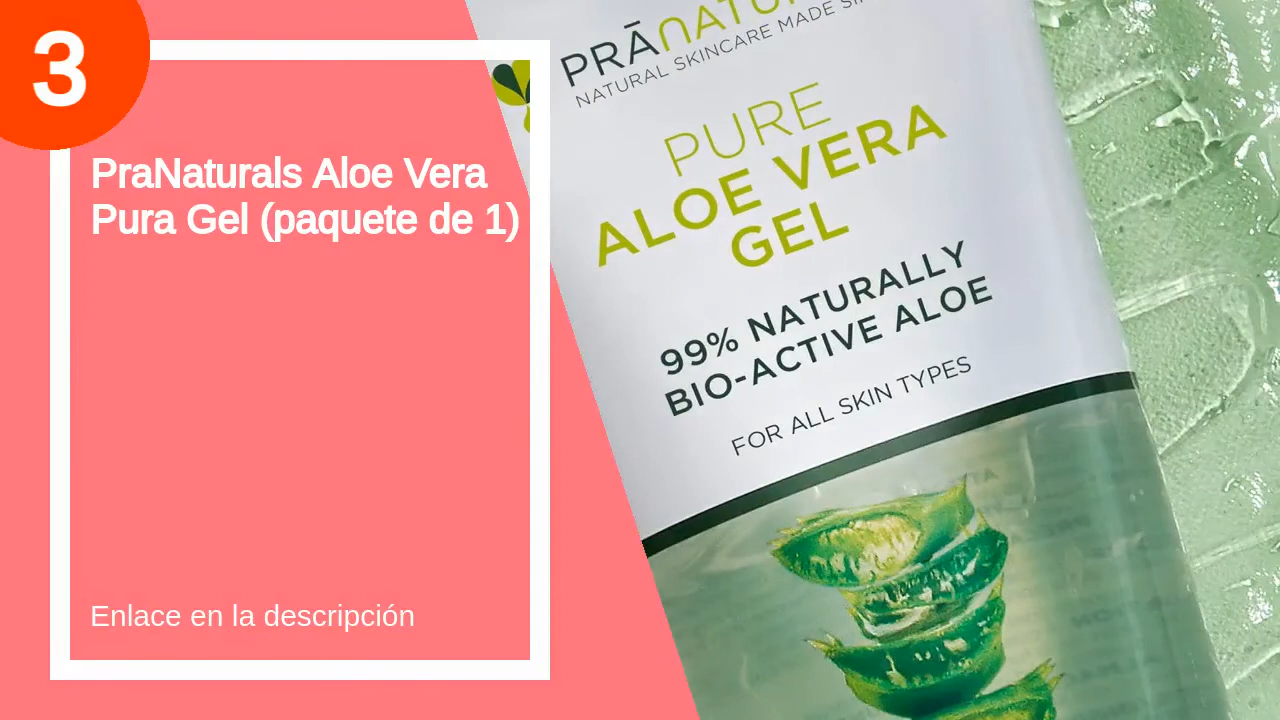 3
PraNaturals Aloe Vera
Pura Gel (paquete de 1)
Enlace en la descripción
NATURAL SKINCARE MADE
PURE
ALOE VERA
GEL
99% NATURALLY
BIO-ACTIVE ALOE
FOR ALL SKIN TYPES